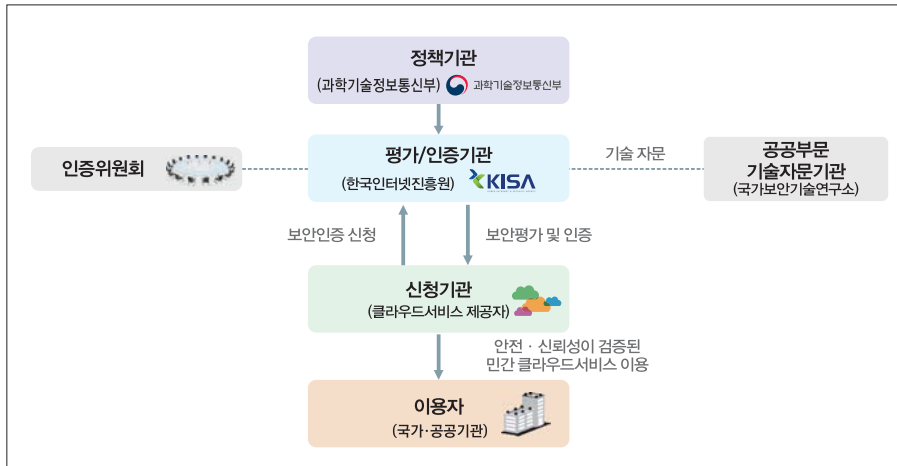 정책기관
(과학기술정보통신부) 과학기술정보통신부
인증위원회
평가/인증기관
(한국인터넷진흥원) KISA
기술 자문
공공부문
기술자문기관
(국가보안기술연구소)
보안인증 신청
보안평가 및 인증
신청기관
(클라우드서비스 제공자)
안전 · 신뢰성이 검증된
민간 클라우드서비스 이용
이용자
(국가·공공기관)